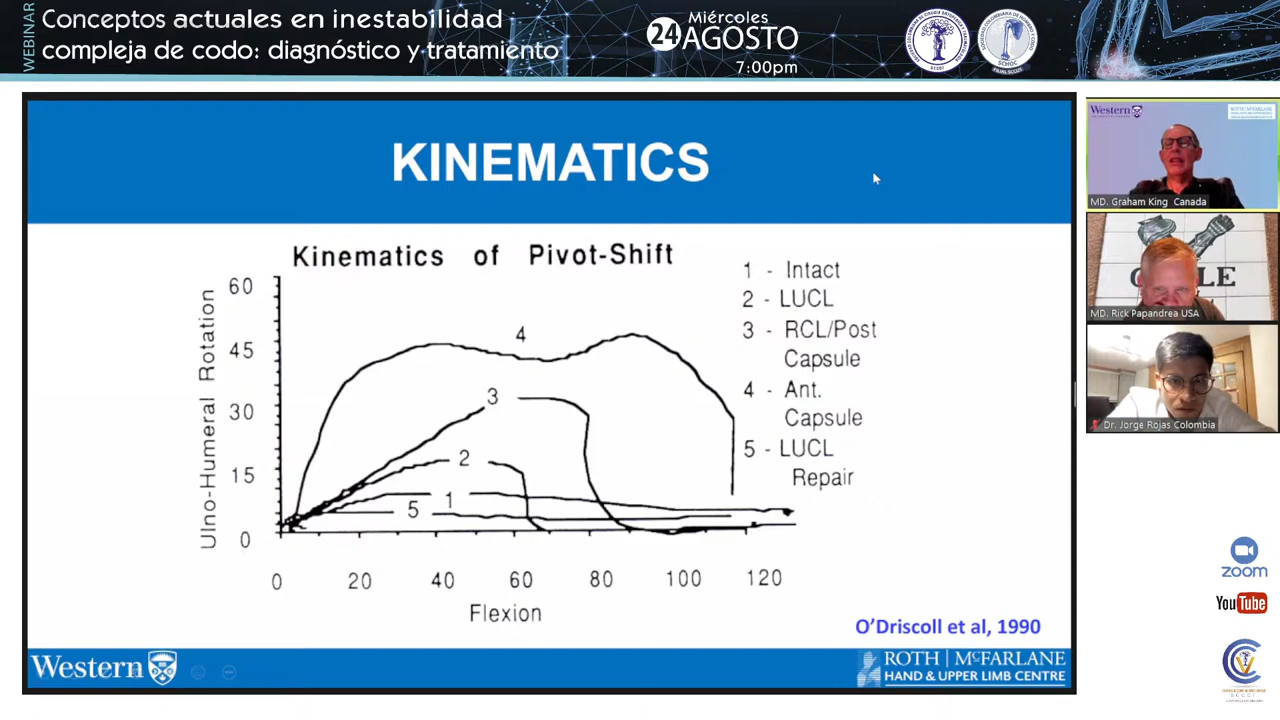 WEBINAR
Conceptos actuales en inestabilidad
compleja de codo: diagnóstico y tratamiento
Miércoles
24 AGOSTO
7:00pm
SCHOC
KINEMATICS
Kinematics of Pivot-Shift
Ulno-Humeral Rotation
60
45
30
15
0
4
3
2
1
5
0 20 40 60 80 100 120
Flexion
1 - Intact
2 - LUCL
3 - RCL/Post
Capsule
4 - Ant.
Capsule
5 - LUCL
Repair
O'Driscoll et al, 1990
Western
ROTH | McFARLANE
HAND & UPPER LIMB CENTRE
Western
MD. Graham King Canada
MD. Rick Papandrea USA
Dr. Jorge Rojas Colombia
zoom
YouTube